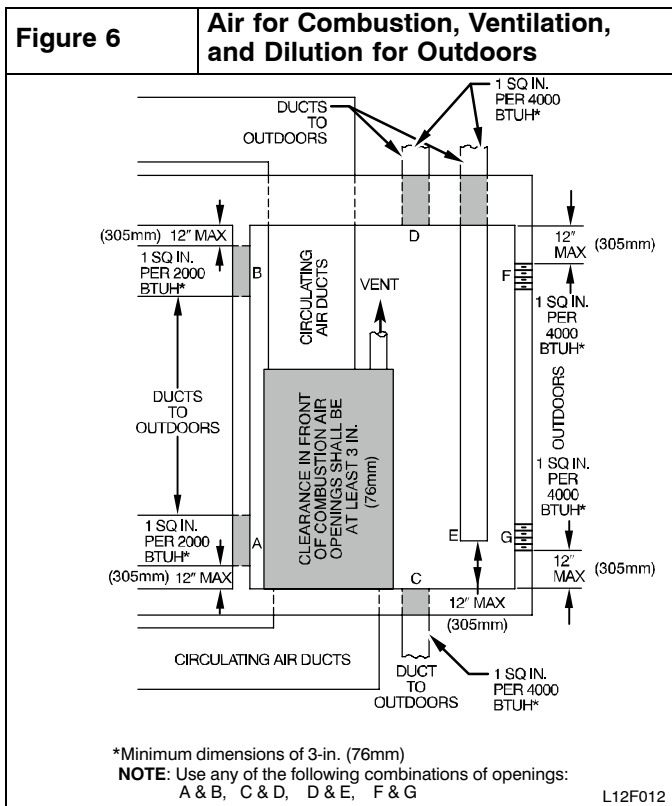 Figure 6
Air for Combustion, Ventilation,
and Dilution for Outdoors
1 SQ IN.
PER 4000
BTUH*
DUCTS
TO
OUTDOORS
(305mm) 12″ MAX
1 SQ IN.
PER 2000
BTUH*
B
D
CIRCULATING
AIR DUCTS
VENT
12″
MAX
(305mm)
F
1 SQ IN.
PER
4000
BTUH*
DUCTS
TO
OUTDOORS
OUTDOORS
CLEARANCE IN FRONT
OF COMBUSTION AIR
OPENINGS SHALL BE
AT LEAST 3 IN.
(76mm)
1 SQ IN.
PER
4000
BTUH*
1 SQ IN.
PER 2000
BTUH*
A
E
G
(305mm) 12″ MAX
C
12″
MAX
(305mm)
12″ MAX
(305mm)
CIRCULATING AIR DUCTS
DUCT
TO
OUTDOORS
1 SQ IN.
PER 4000
BTUH*
*Minimum dimensions of 3-in. (76mm)
NOTE: Use any of the following combinations of openings:
A & B, C & D, D & E, F & G
L12F012